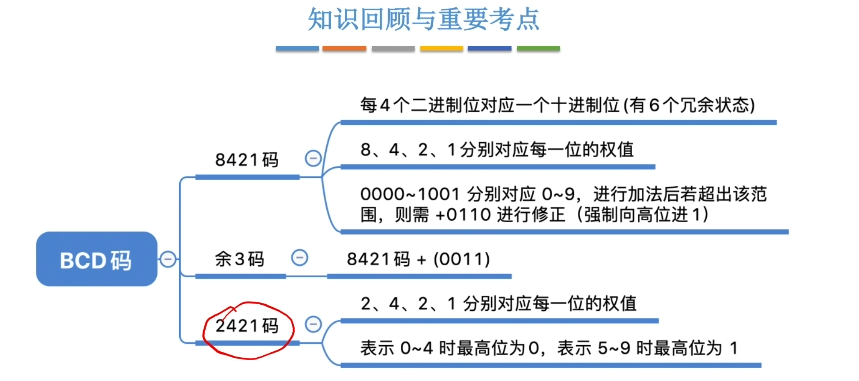 知识回顾与重要考点
每4个二进制位对应一个十进制位(有6个冗余状态)
8421码
8、4、2、1分别对应每一位的权值
0000~1001 分别对应 0~9，进行加法后若超出该范
围，则需 +0110 进行修正（强制向高位进1）
BCD码
余3码
8421码 + (0011)
2421码
2、4、2、1 分别对应每一位的权值
表示 0~4 时最高位为0，表示 5~9 时最高位为 1